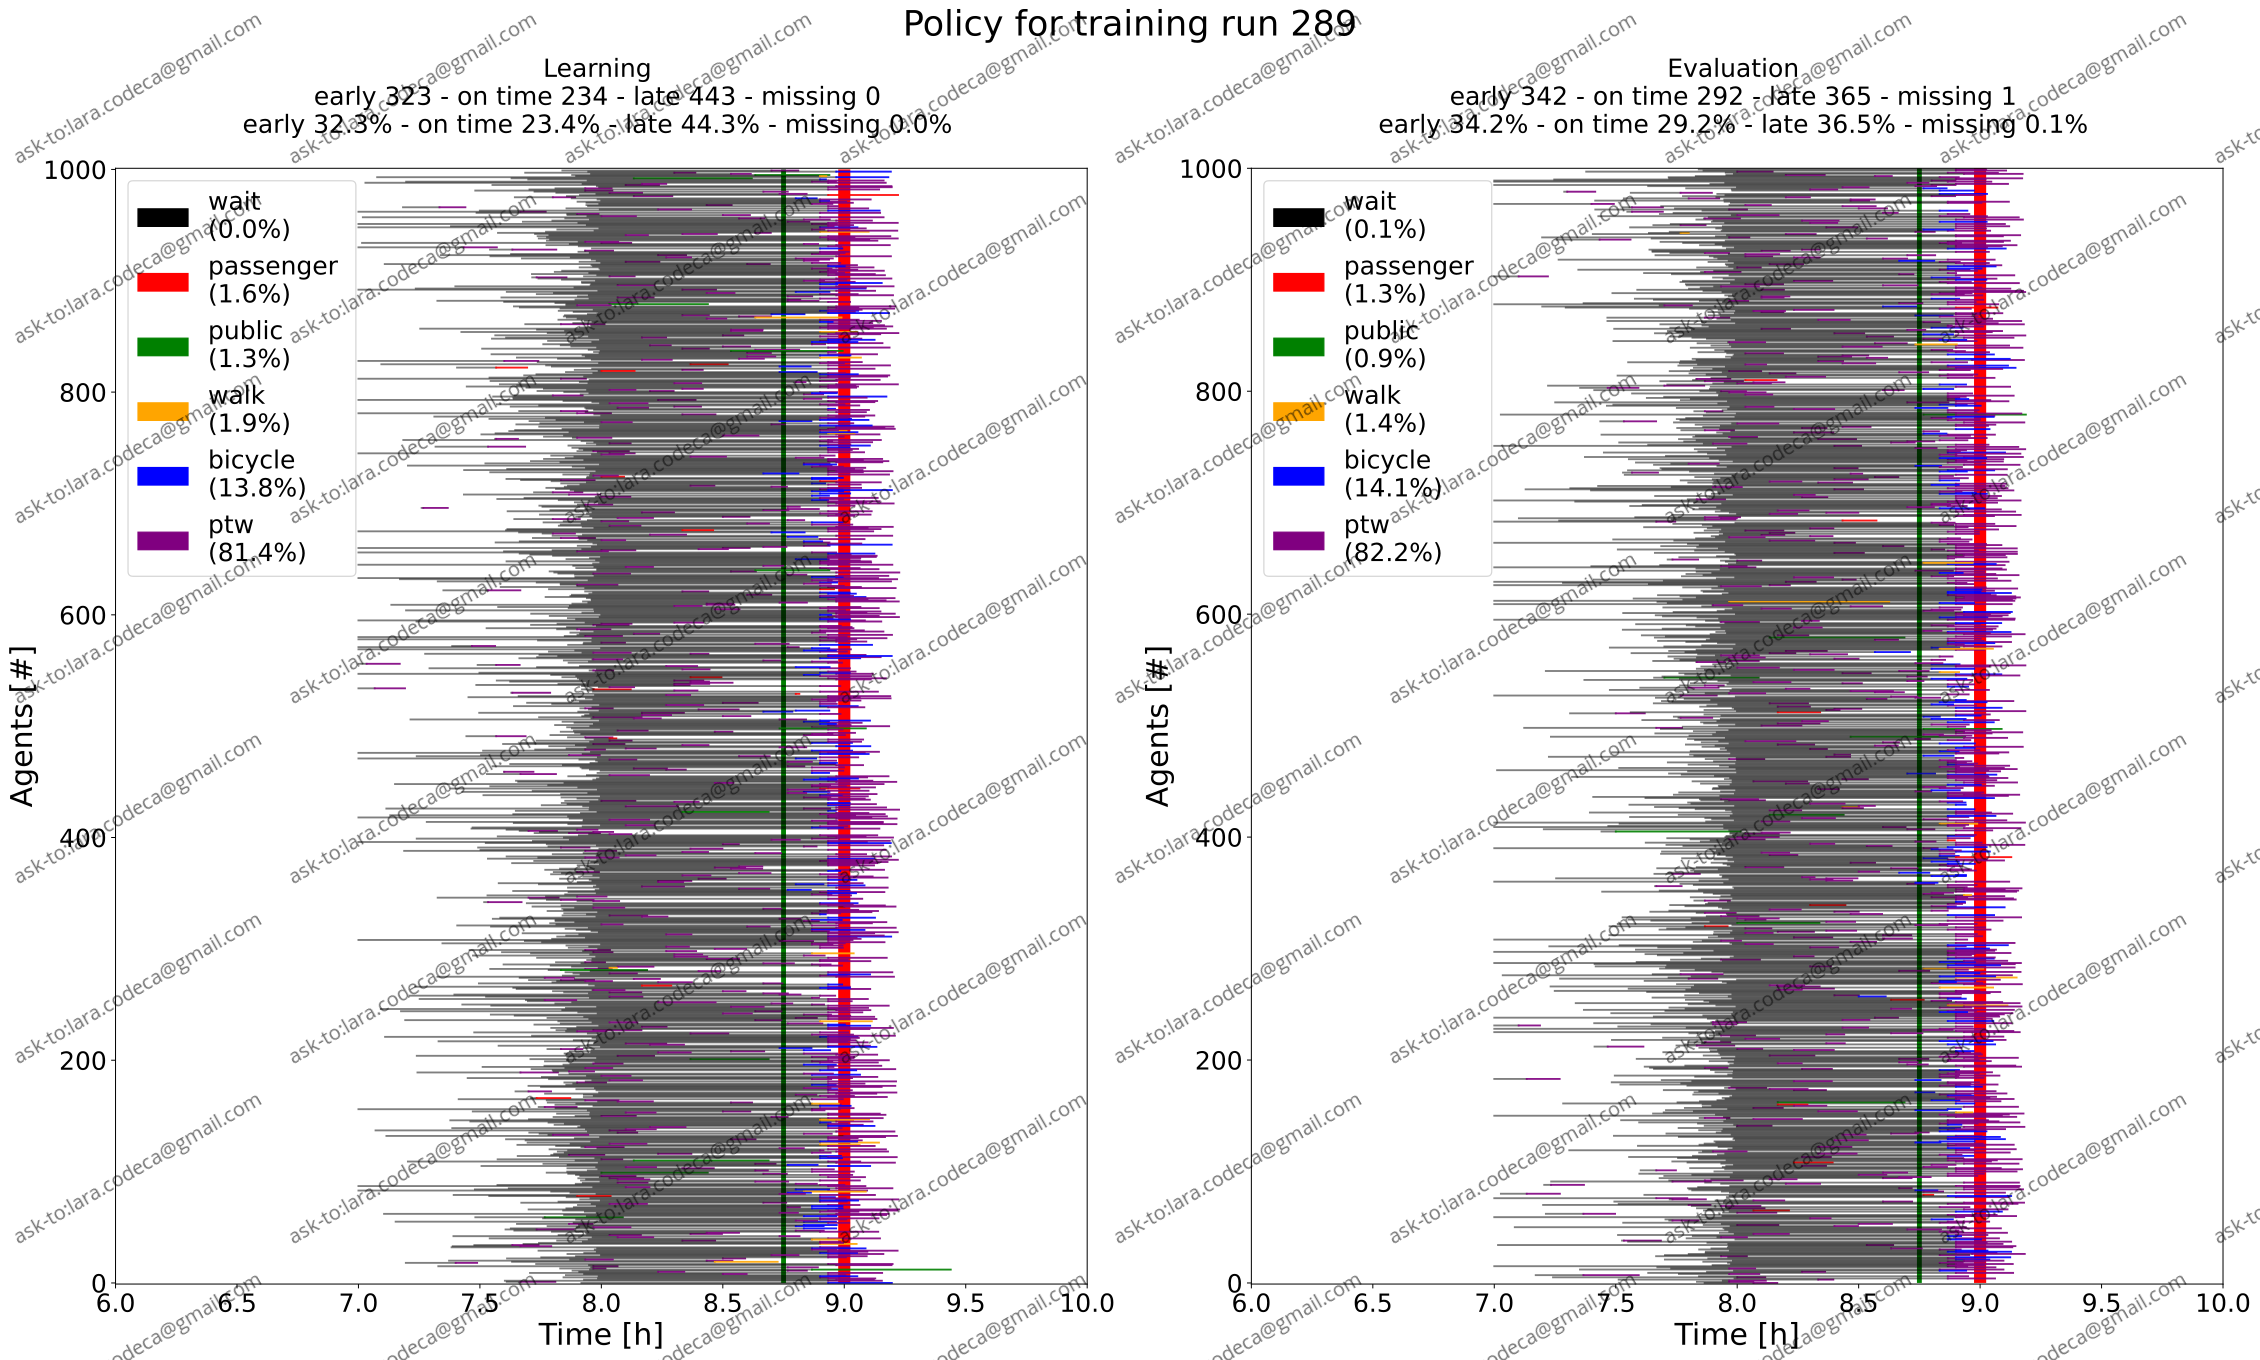 Policy for training run 289
Learning
early 323 - on time 234 - late 443 - missing 0
early 32.3% - on time 23.4% - late 44.3% - missing 0.0%
1000
800
600
400
200
0
Agents [#]
wait
(0.0%)
passenger
(1.6%)
public
(1.3%)
walk
(1.9%)
bicycle
(13.8%)
ptw
(81.4%)
6.0 6.5 7.0 7.5 8.0 8.5 9.0 9.5 10.0
Time [h]
Evaluation
early 342 - on time 292 - late 365 - missing 1
early 34.2% - on time 29.2% - late 36.5% - missing 0.1%
1000
800
600
400
200
0
Agents [#]
wait
(0.1%)
passenger
(1.3%)
public
(0.9%)
walk
(1.4%)
bicycle
(14.1%)
ptw
(82.2%)
6.0 6.5 7.0 7.5 8.0 8.5 9.0 9.5 10.0
Time [h]
ask-to:lara.codeca@gmail.com